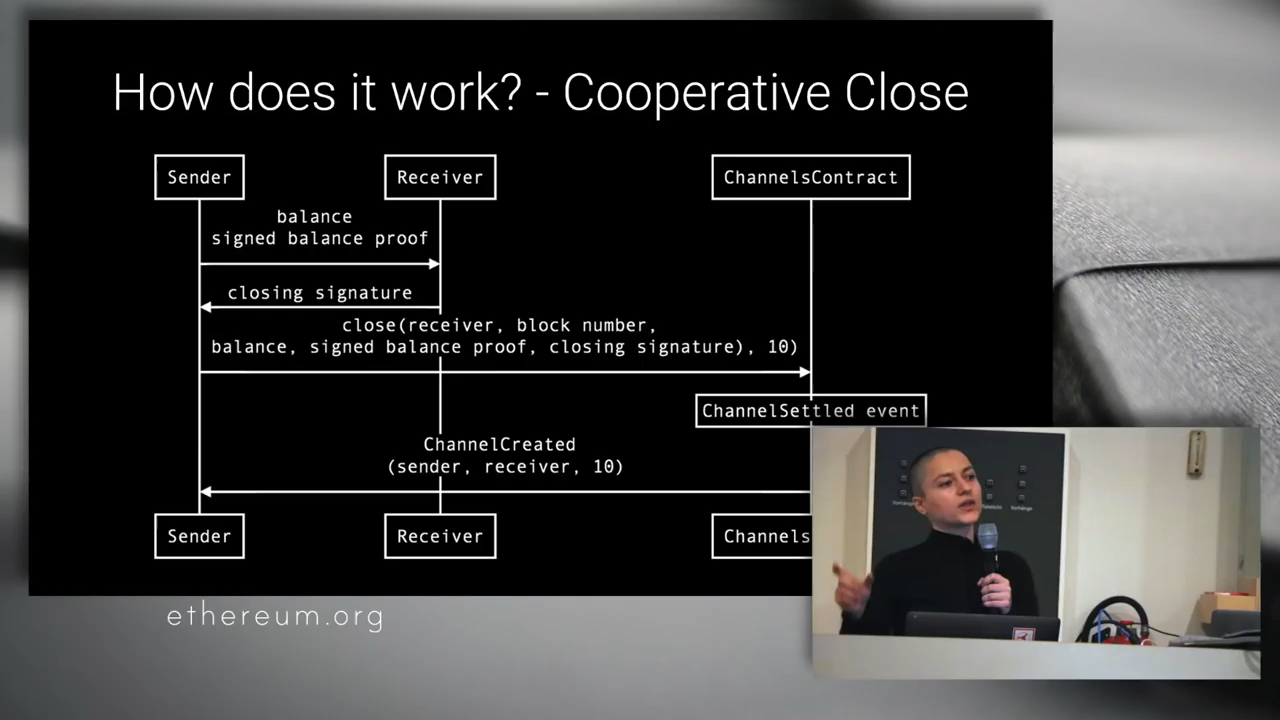 How does it work? - Cooperative Close
Sender
Receiver
ChannelsContract
balance
signed balance proof
closing signature
close(receiver, block number,
balance, signed balance proof, closing signature), 10)
ChannelSettled event
ChannelCreated
(sender, receiver, 10)
Sender
Receiver
Channels
ethereum.org
Vorhänge